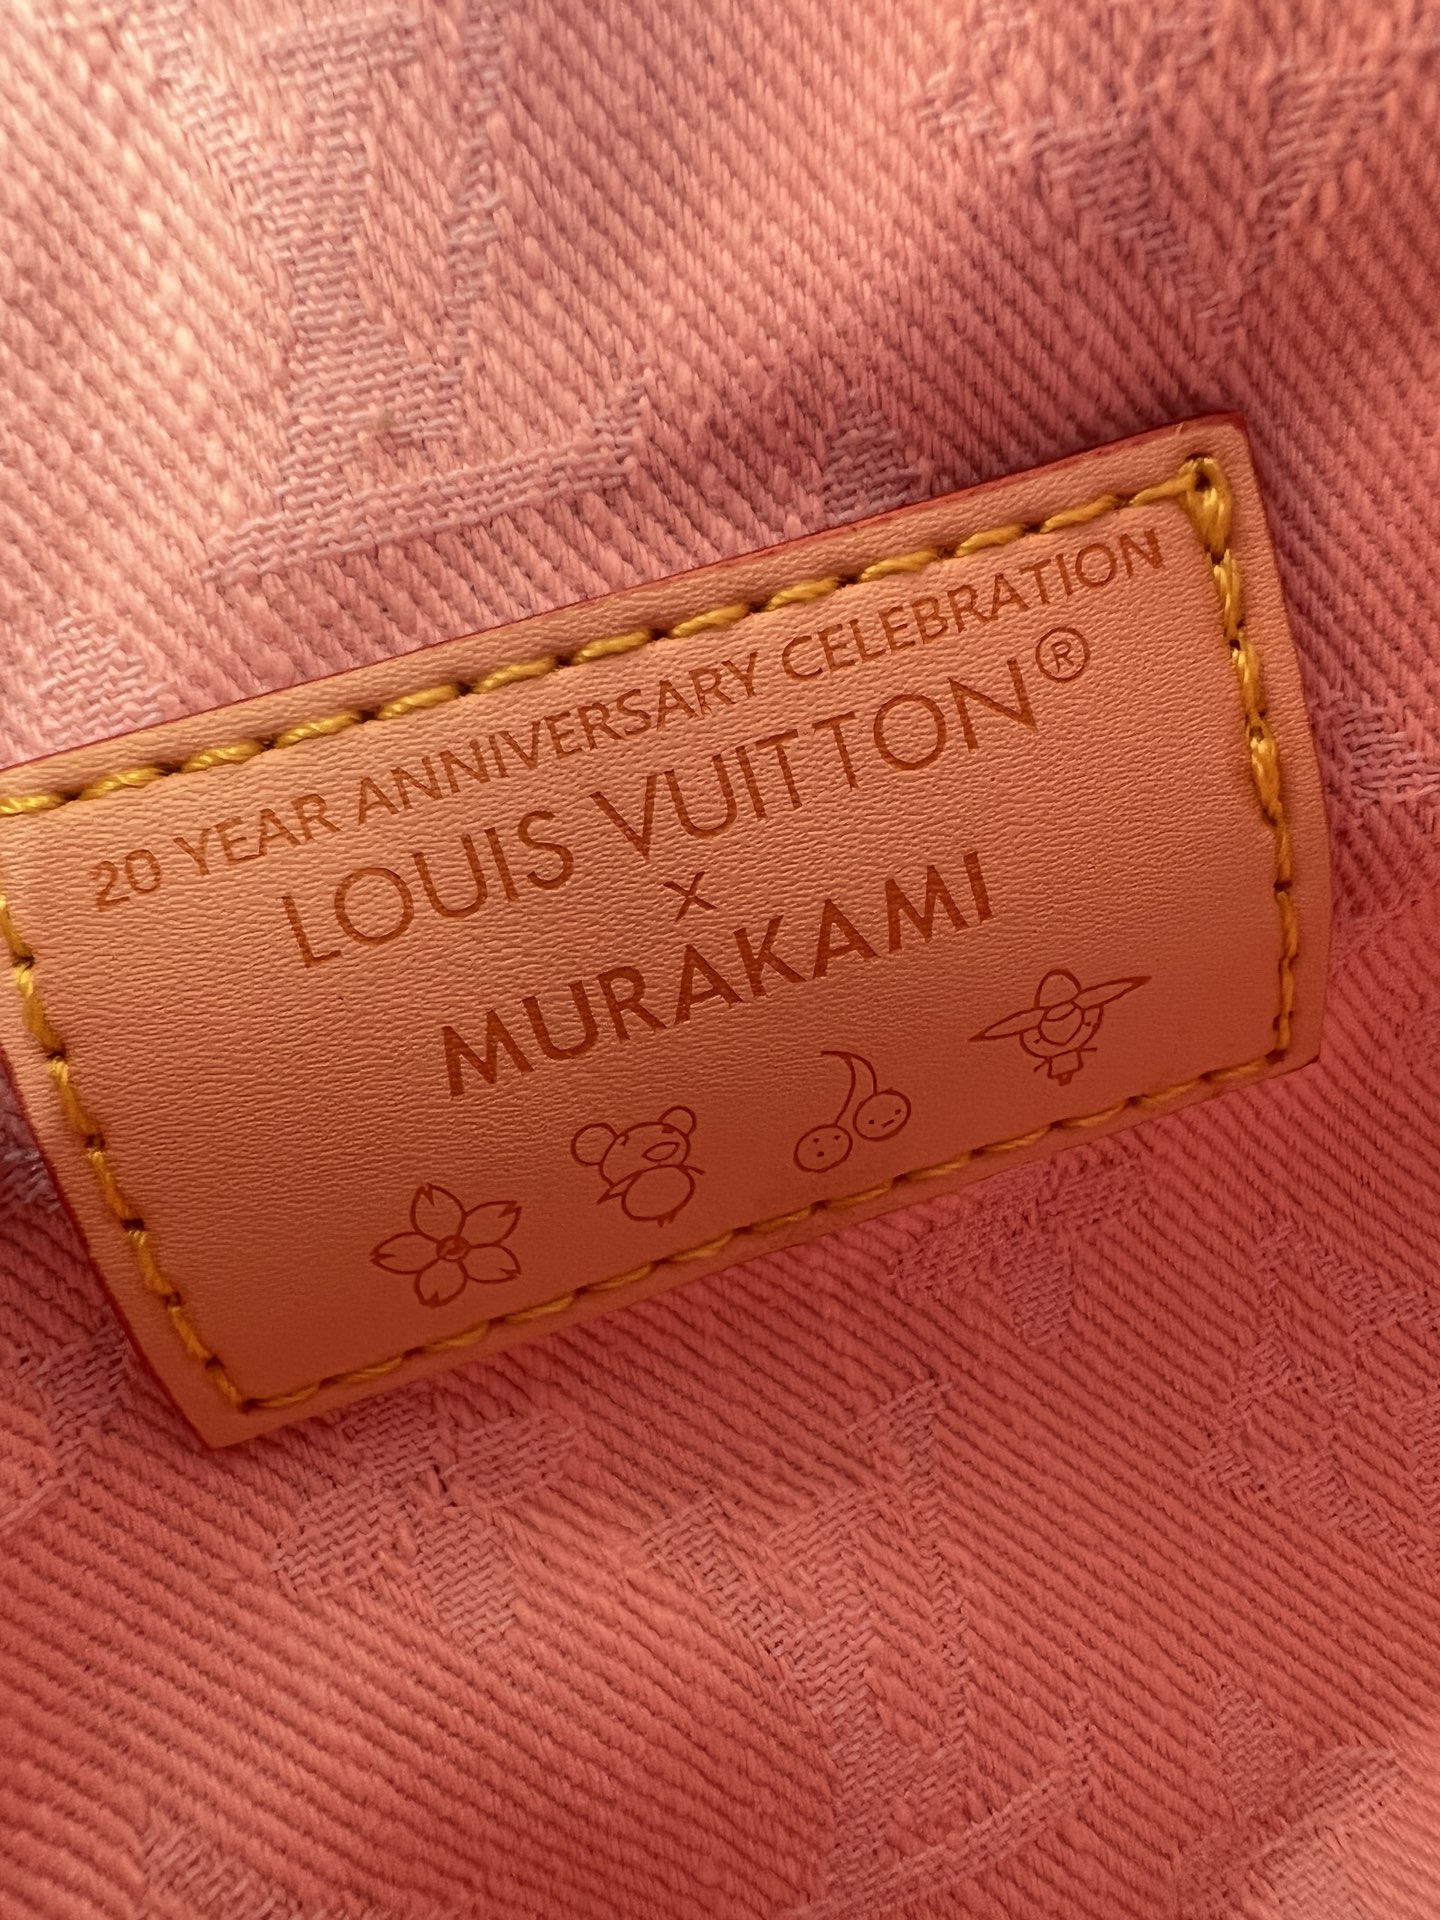 20 YEAR ANNIVERSARY CELEBRATION
LOUIS VUITTON®
x
MURAKAMI